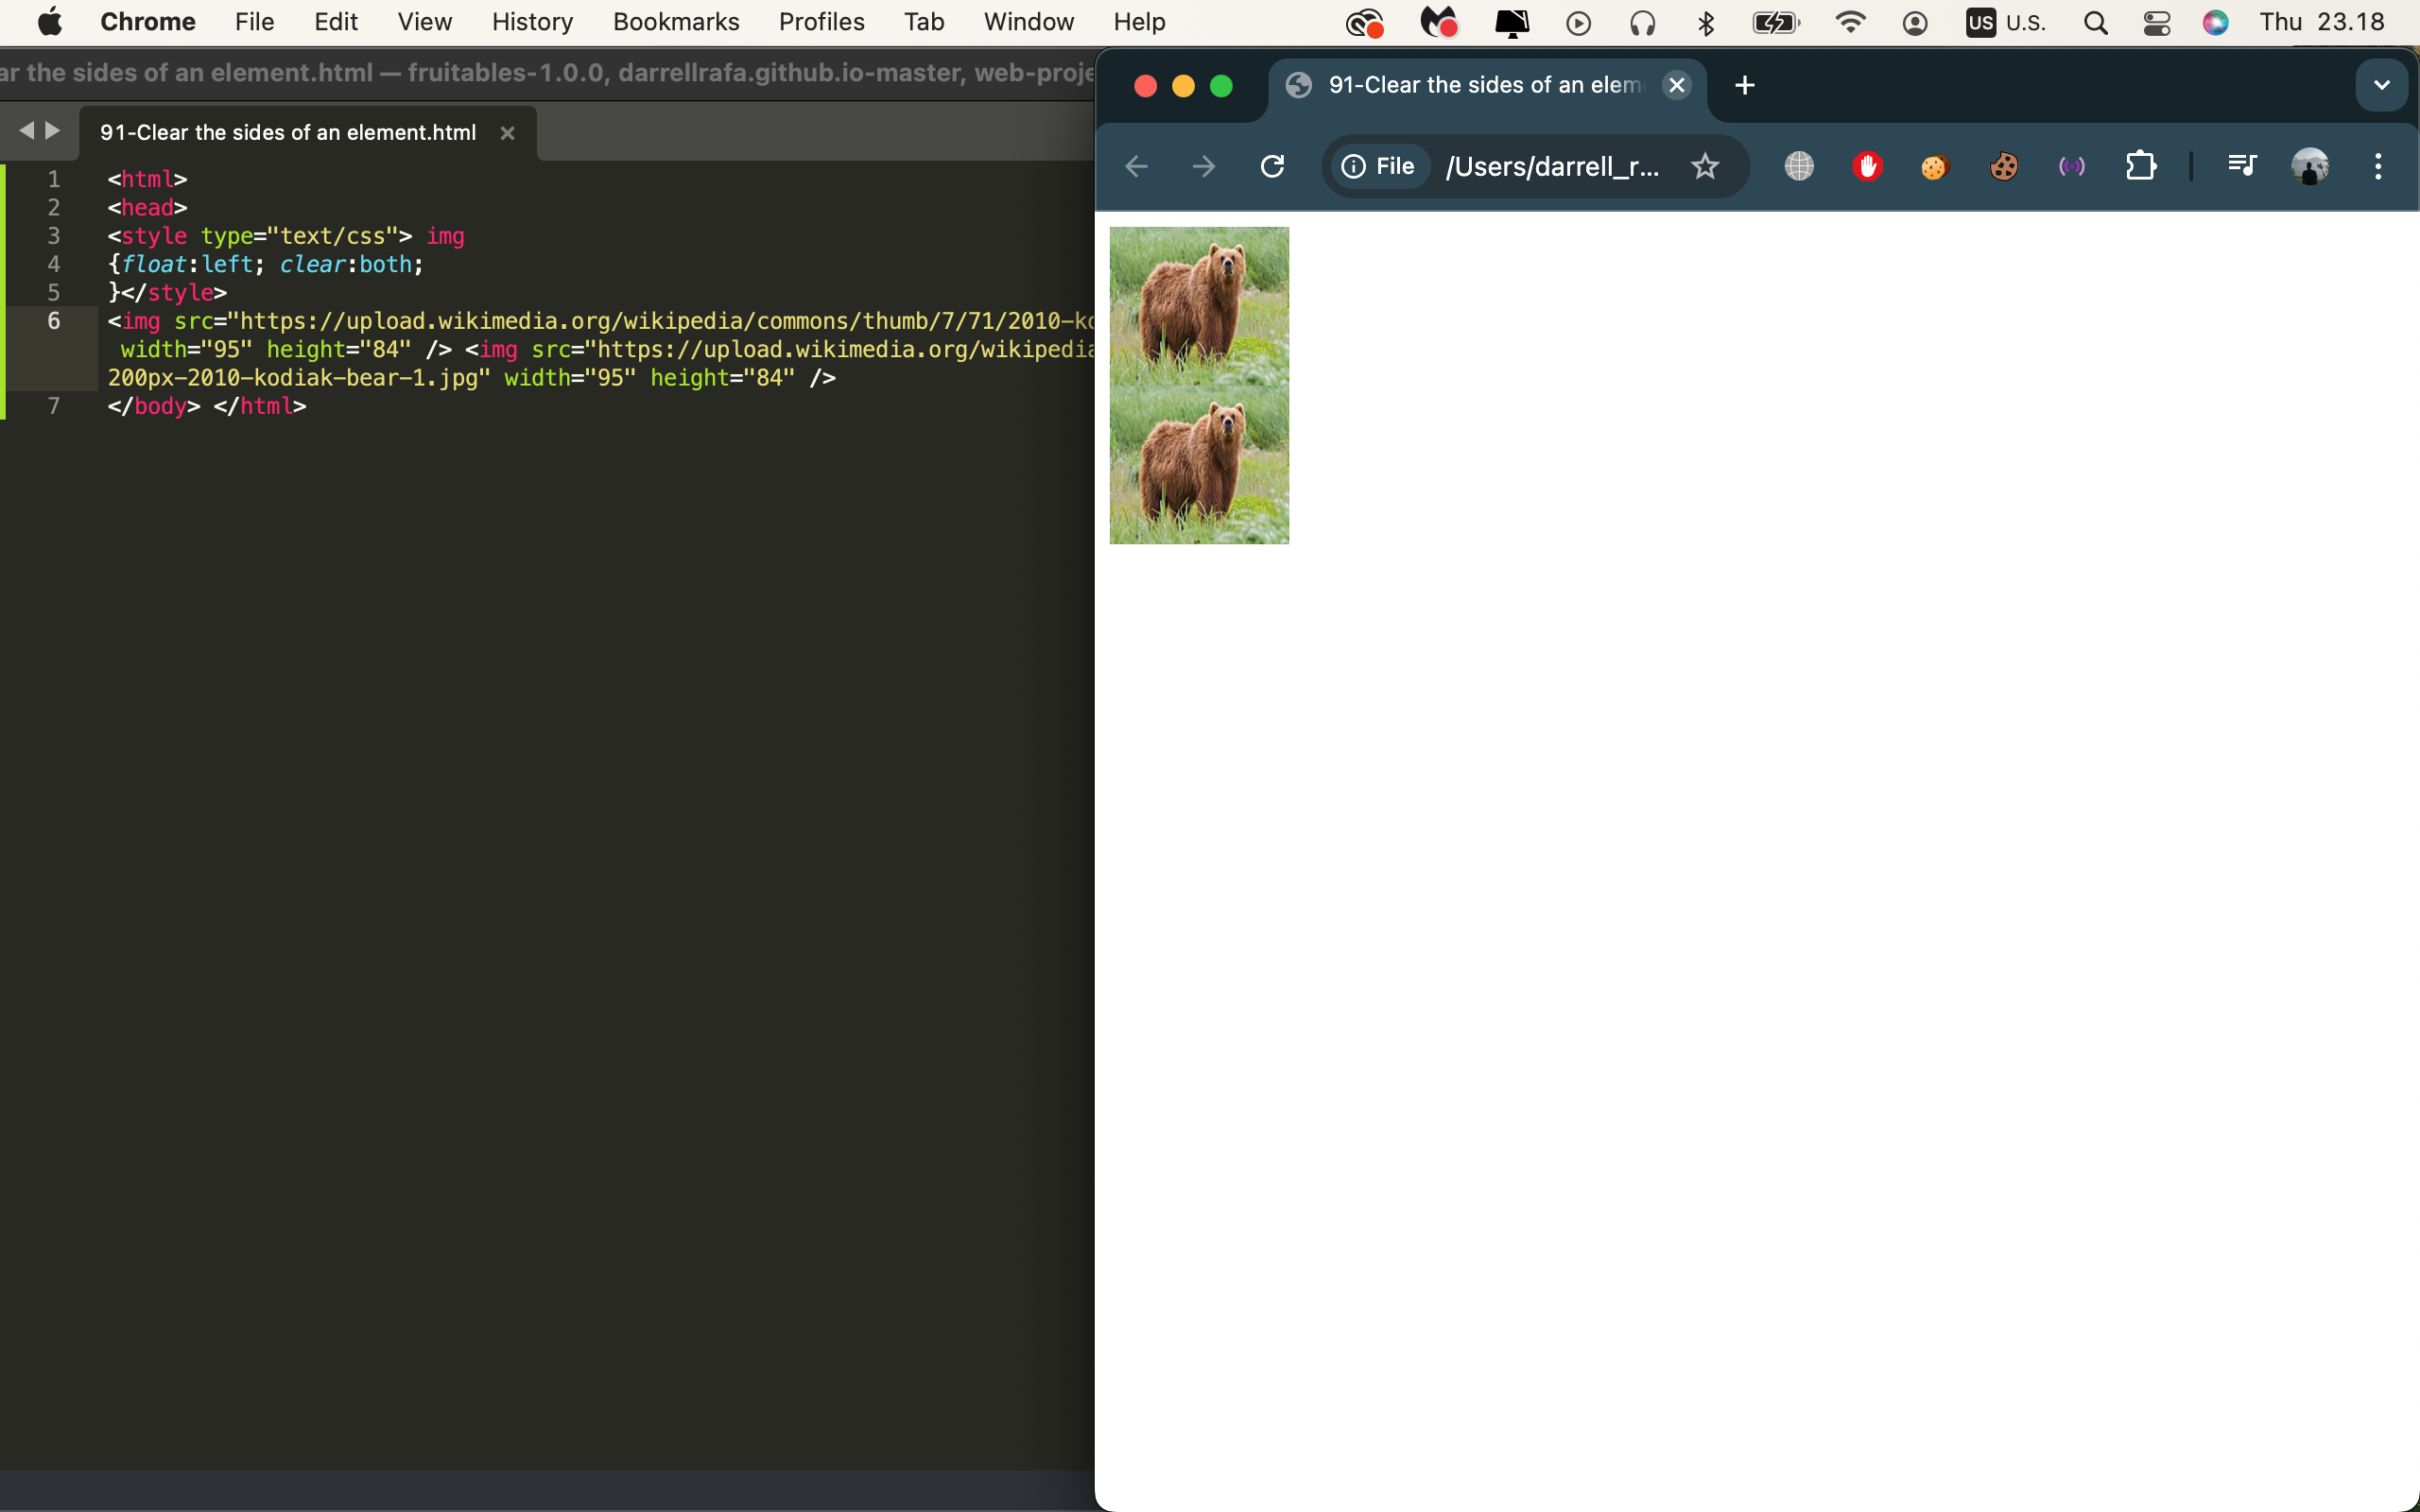 Chrome File Edit View History Bookmarks Profiles Tab Window Help US U.S. Thu 23.18
ar the sides of an element.html — fruitables-1.0.0, darrellrafa.github.io-master, web-proje
91-Clear the sides of an element.html
1 <html>
2 <head>
3 <style type="text/css"> img
4 {float:left; clear:both;
5 }</style>
6 <img src="https://upload.wikimedia.org/wikipedia/commons/thumb/7/71/2010-ko
width="95" height="84" /> <img src="https://upload.wikimedia.org/wikipedia
200px-2010-kodiak-bear-1.jpg" width="95" height="84" />
7 </body> </html>
91-Clear the sides of an elem
File /Users/darrell_r...